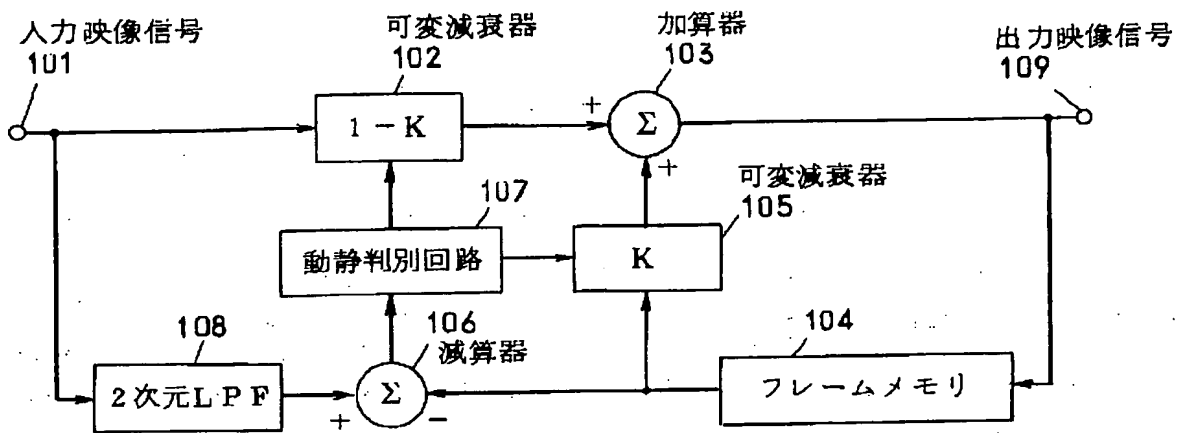 入力映像信号
101
可変減衰器
102
加算器
103
出力映像信号
109
1-K
+
Σ
+
可変減衰器
105
107
動静判別回路
K
108
106
減算器
104
2次元LPF
+
Σ
-
フレームメモリ